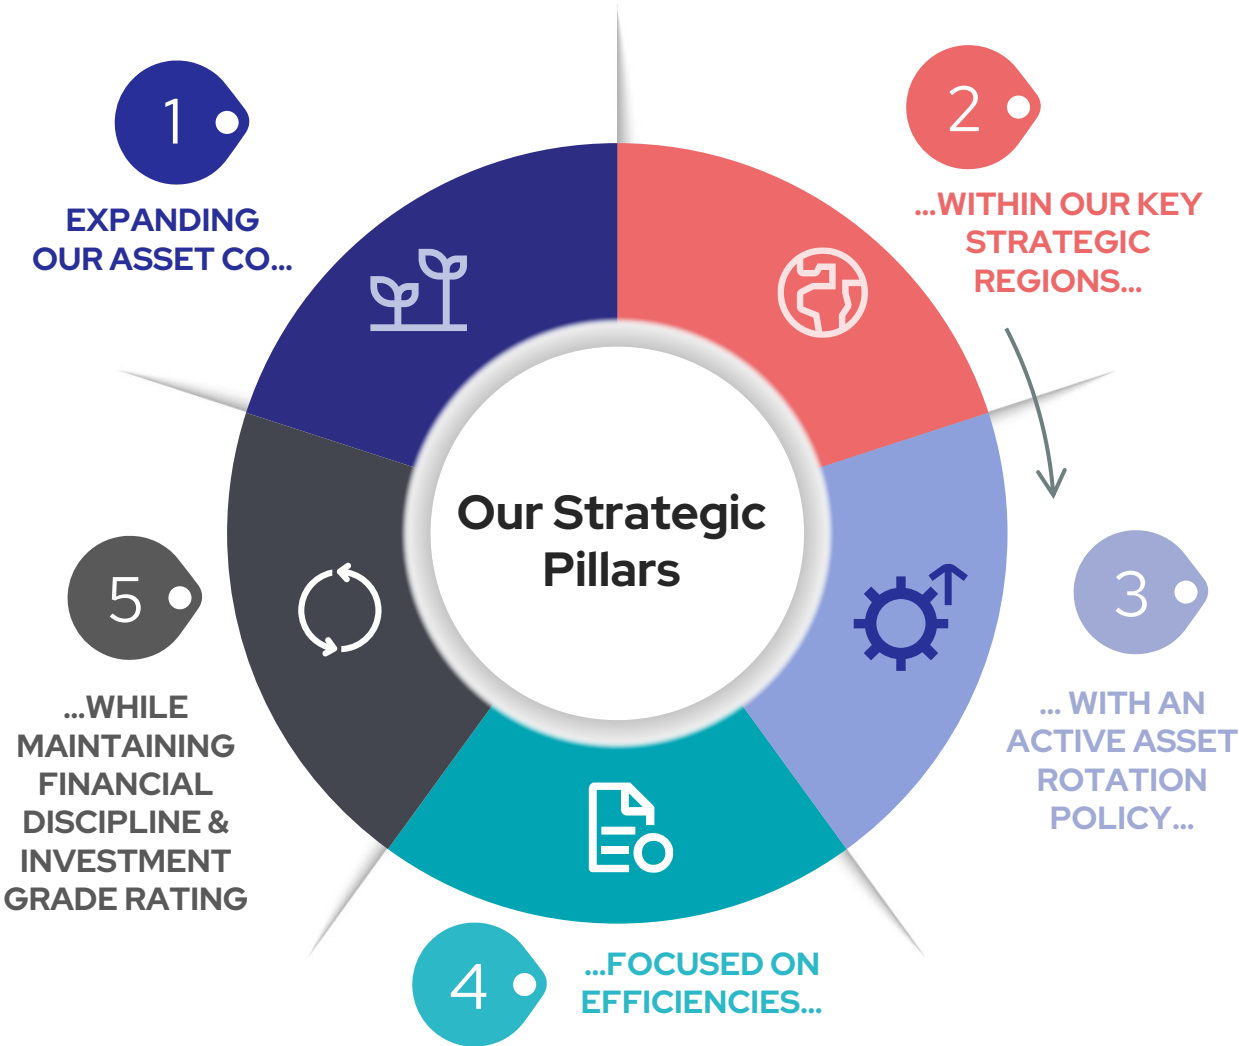 1
EXPANDING
OUR ASSET CO...
2
...WITHIN OUR KEY
STRATEGIC
REGIONS...
Our Strategic
Pillars
3
... WITH AN
ACTIVE ASSET
ROTATION
POLICY...
4
...FOCUSED ON
EFFICIENCIES...
5
...WHILE
MAINTAINING
FINANCIAL
DISCIPLINE &
INVESTMENT
GRADE RATING